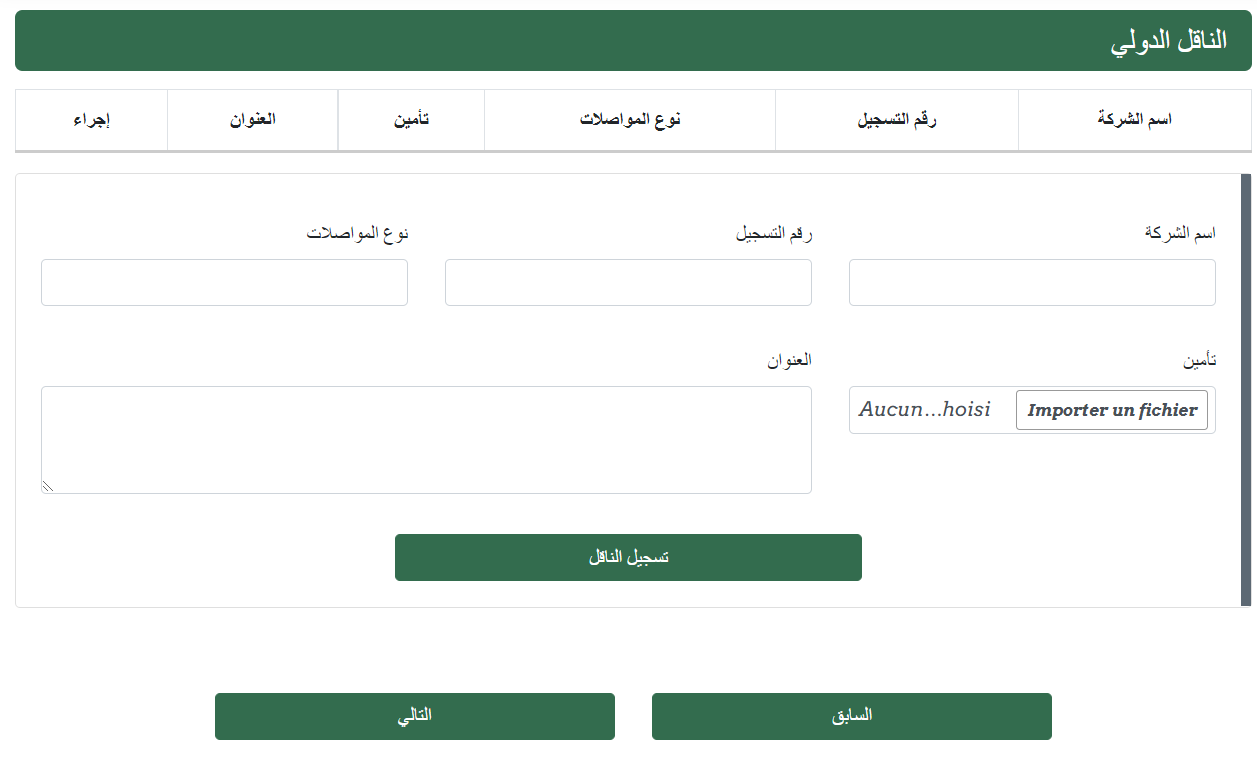 الناقل الدولي
اسم الشركة رقم التسجيل نوع المواصلات تأمين العنوان إجراء
اسم الشركة رقم التسجيل نوع المواصلات
تأمين العنوان
Importer un fichier Aucun...hoisi
تسجيل الناقل
السابق التالي